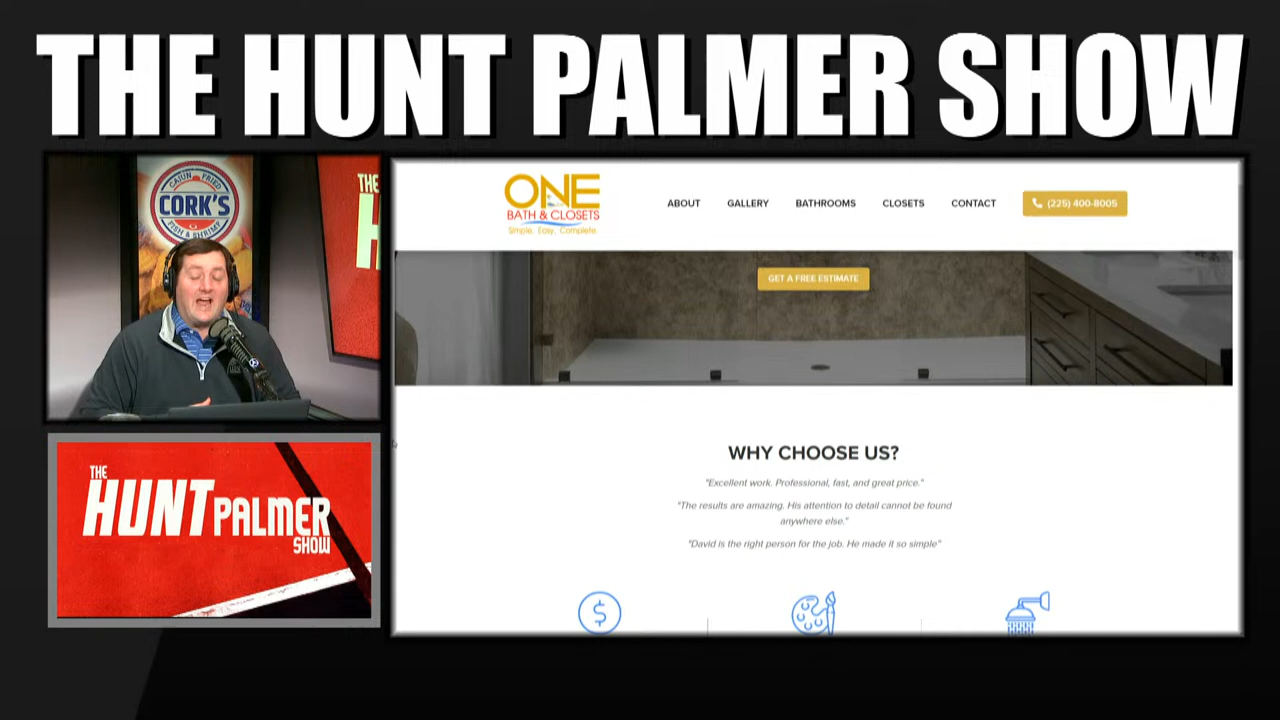 THE HUNT PALMER SHOW
CAJUN FRIED
CORK'S
FISH & SHRIMP
THE
ONE
BATH & CLOSETS
Simple. Easy. Complete.
ABOUT
GALLERY
BATHROOMS
CLOSETS
CONTACT
(225) 400-8005
GET A FREE ESTIMATE
WHY CHOOSE US?
"Excellent work. Professional, fast, and great price."
"The results are amazing. His attention to detail cannot be found
anywhere else."
"David is the right person for the job. He made it so simple"
THE
HUNT PALMER
SHOW